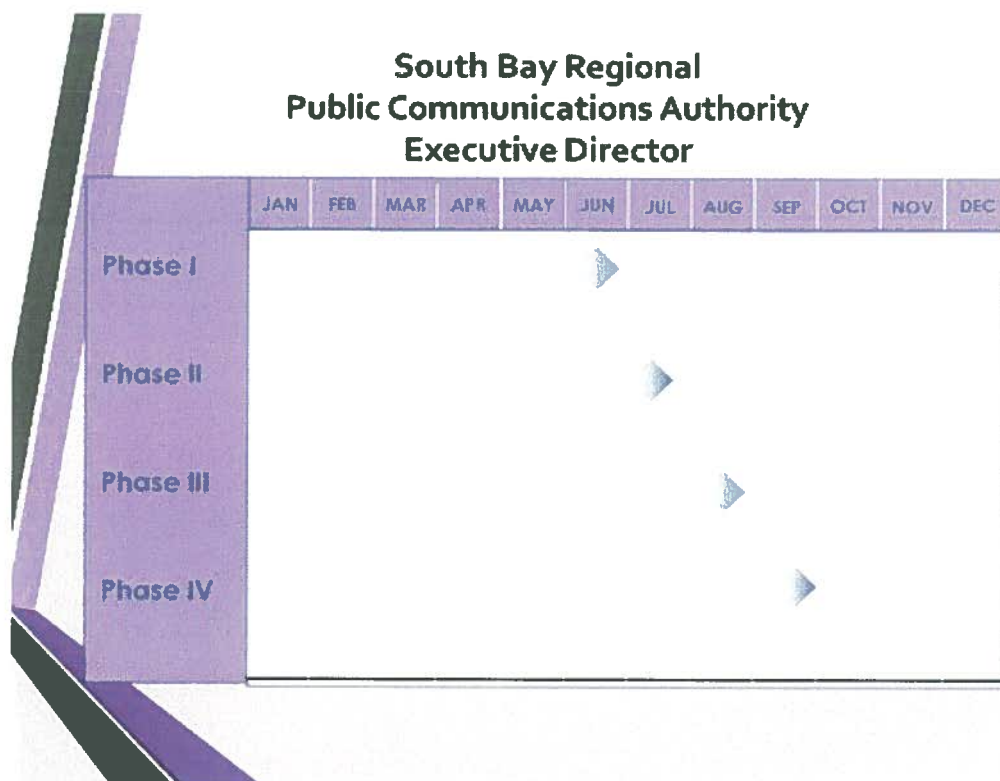 South Bay Regional
Public Communications Authority
Executive Director
JAN FEB MAR APR MAY JUN JUL AUG SEP OCT NOV DEC
Phase I
Phase II
Phase III
Phase IV